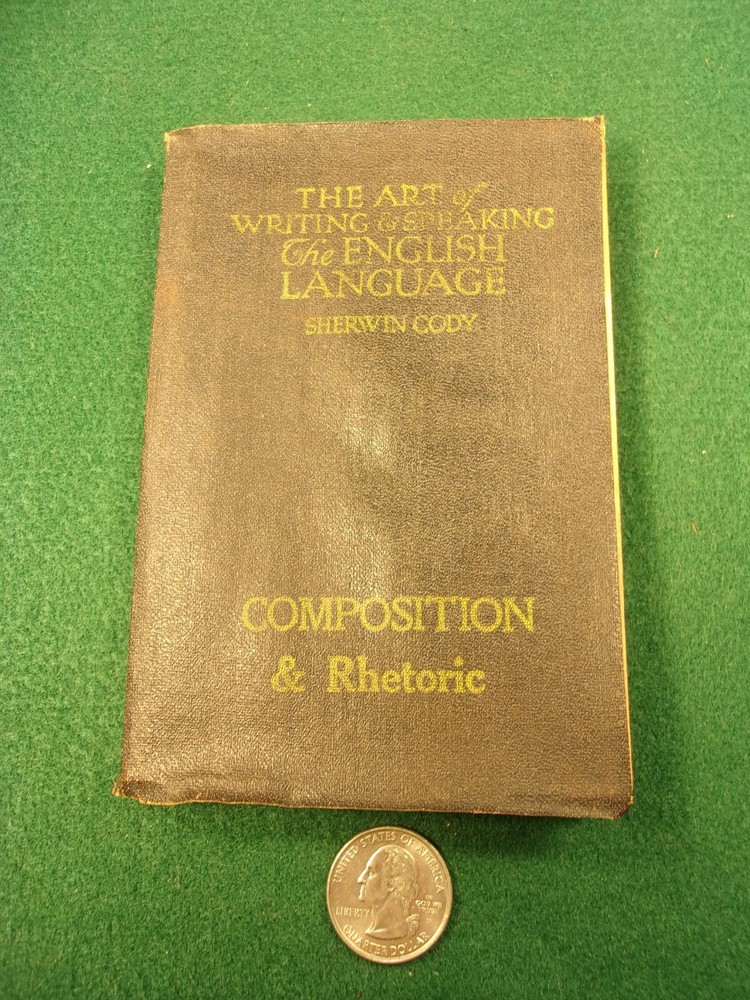 THE ART of
WRITING & SPEAKING
The ENGLISH
LANGUAGE
SHERWIN CODY
COMPOSITION
& Rhetoric
UNITED STATES OF AMERICA
LIBERTY
IN
GOD WE
TRUST
QUARTER DOLLAR